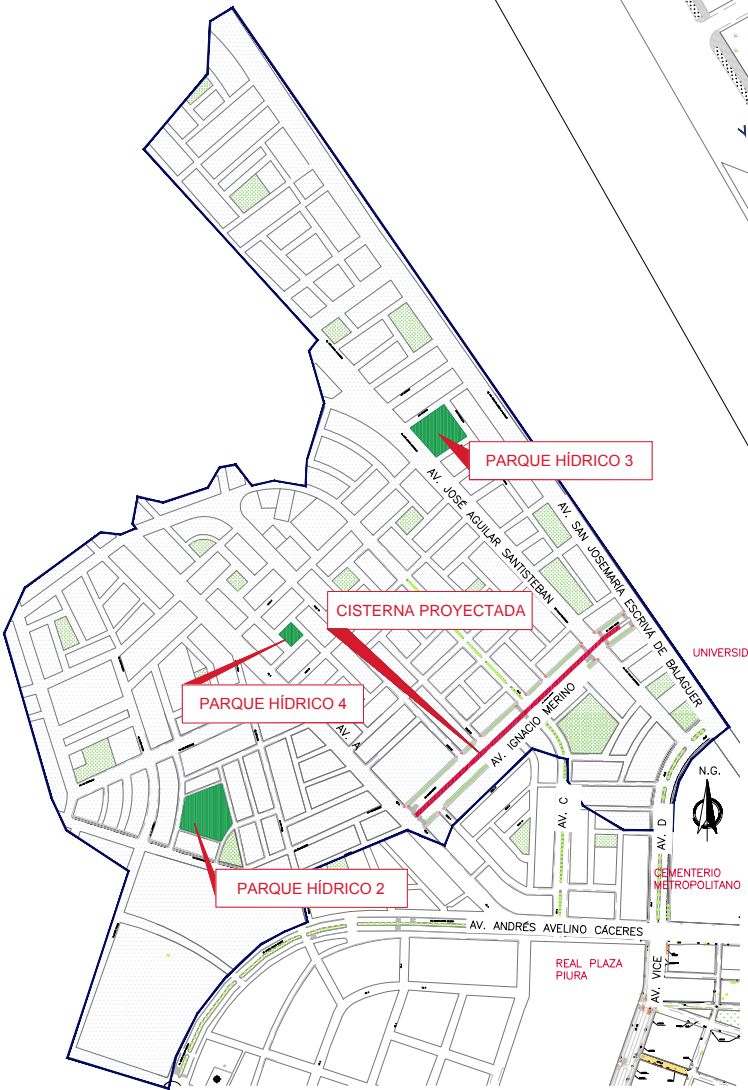 PARQUE HÍDRICO 3
AV. JOSÉ AGUILAR SANTISTEBAN
AV. SAN JOSEMARÍA ESCRIVÁ DE BALAGUER
CISTERNA PROYECTADA
UNIVERSID
PARQUE HÍDRICO 4
AV. IGNACIO MERINO
AV. A
N.G.
AV. C
AV. D
CEMENTERIO
METROPOLITANO
PARQUE HÍDRICO 2
AV. ANDRÉS AVELINO CÁCERES
REAL PLAZA
PIURA
AV. VICE